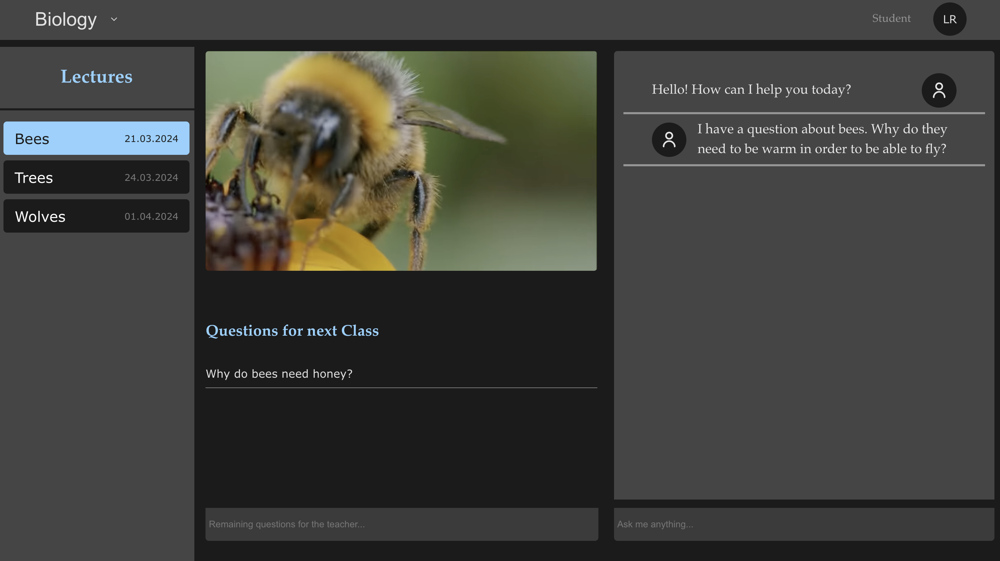 Biology
Student
LR
Lectures
Bees
21.03.2024
Trees
24.03.2024
Wolves
01.04.2024
Questions for next Class
Why do bees need honey?
Remaining questions for the teacher...
Hello! How can I help you today?
I have a question about bees. Why do they
need to be warm in order to be able to fly?
Ask me anything...